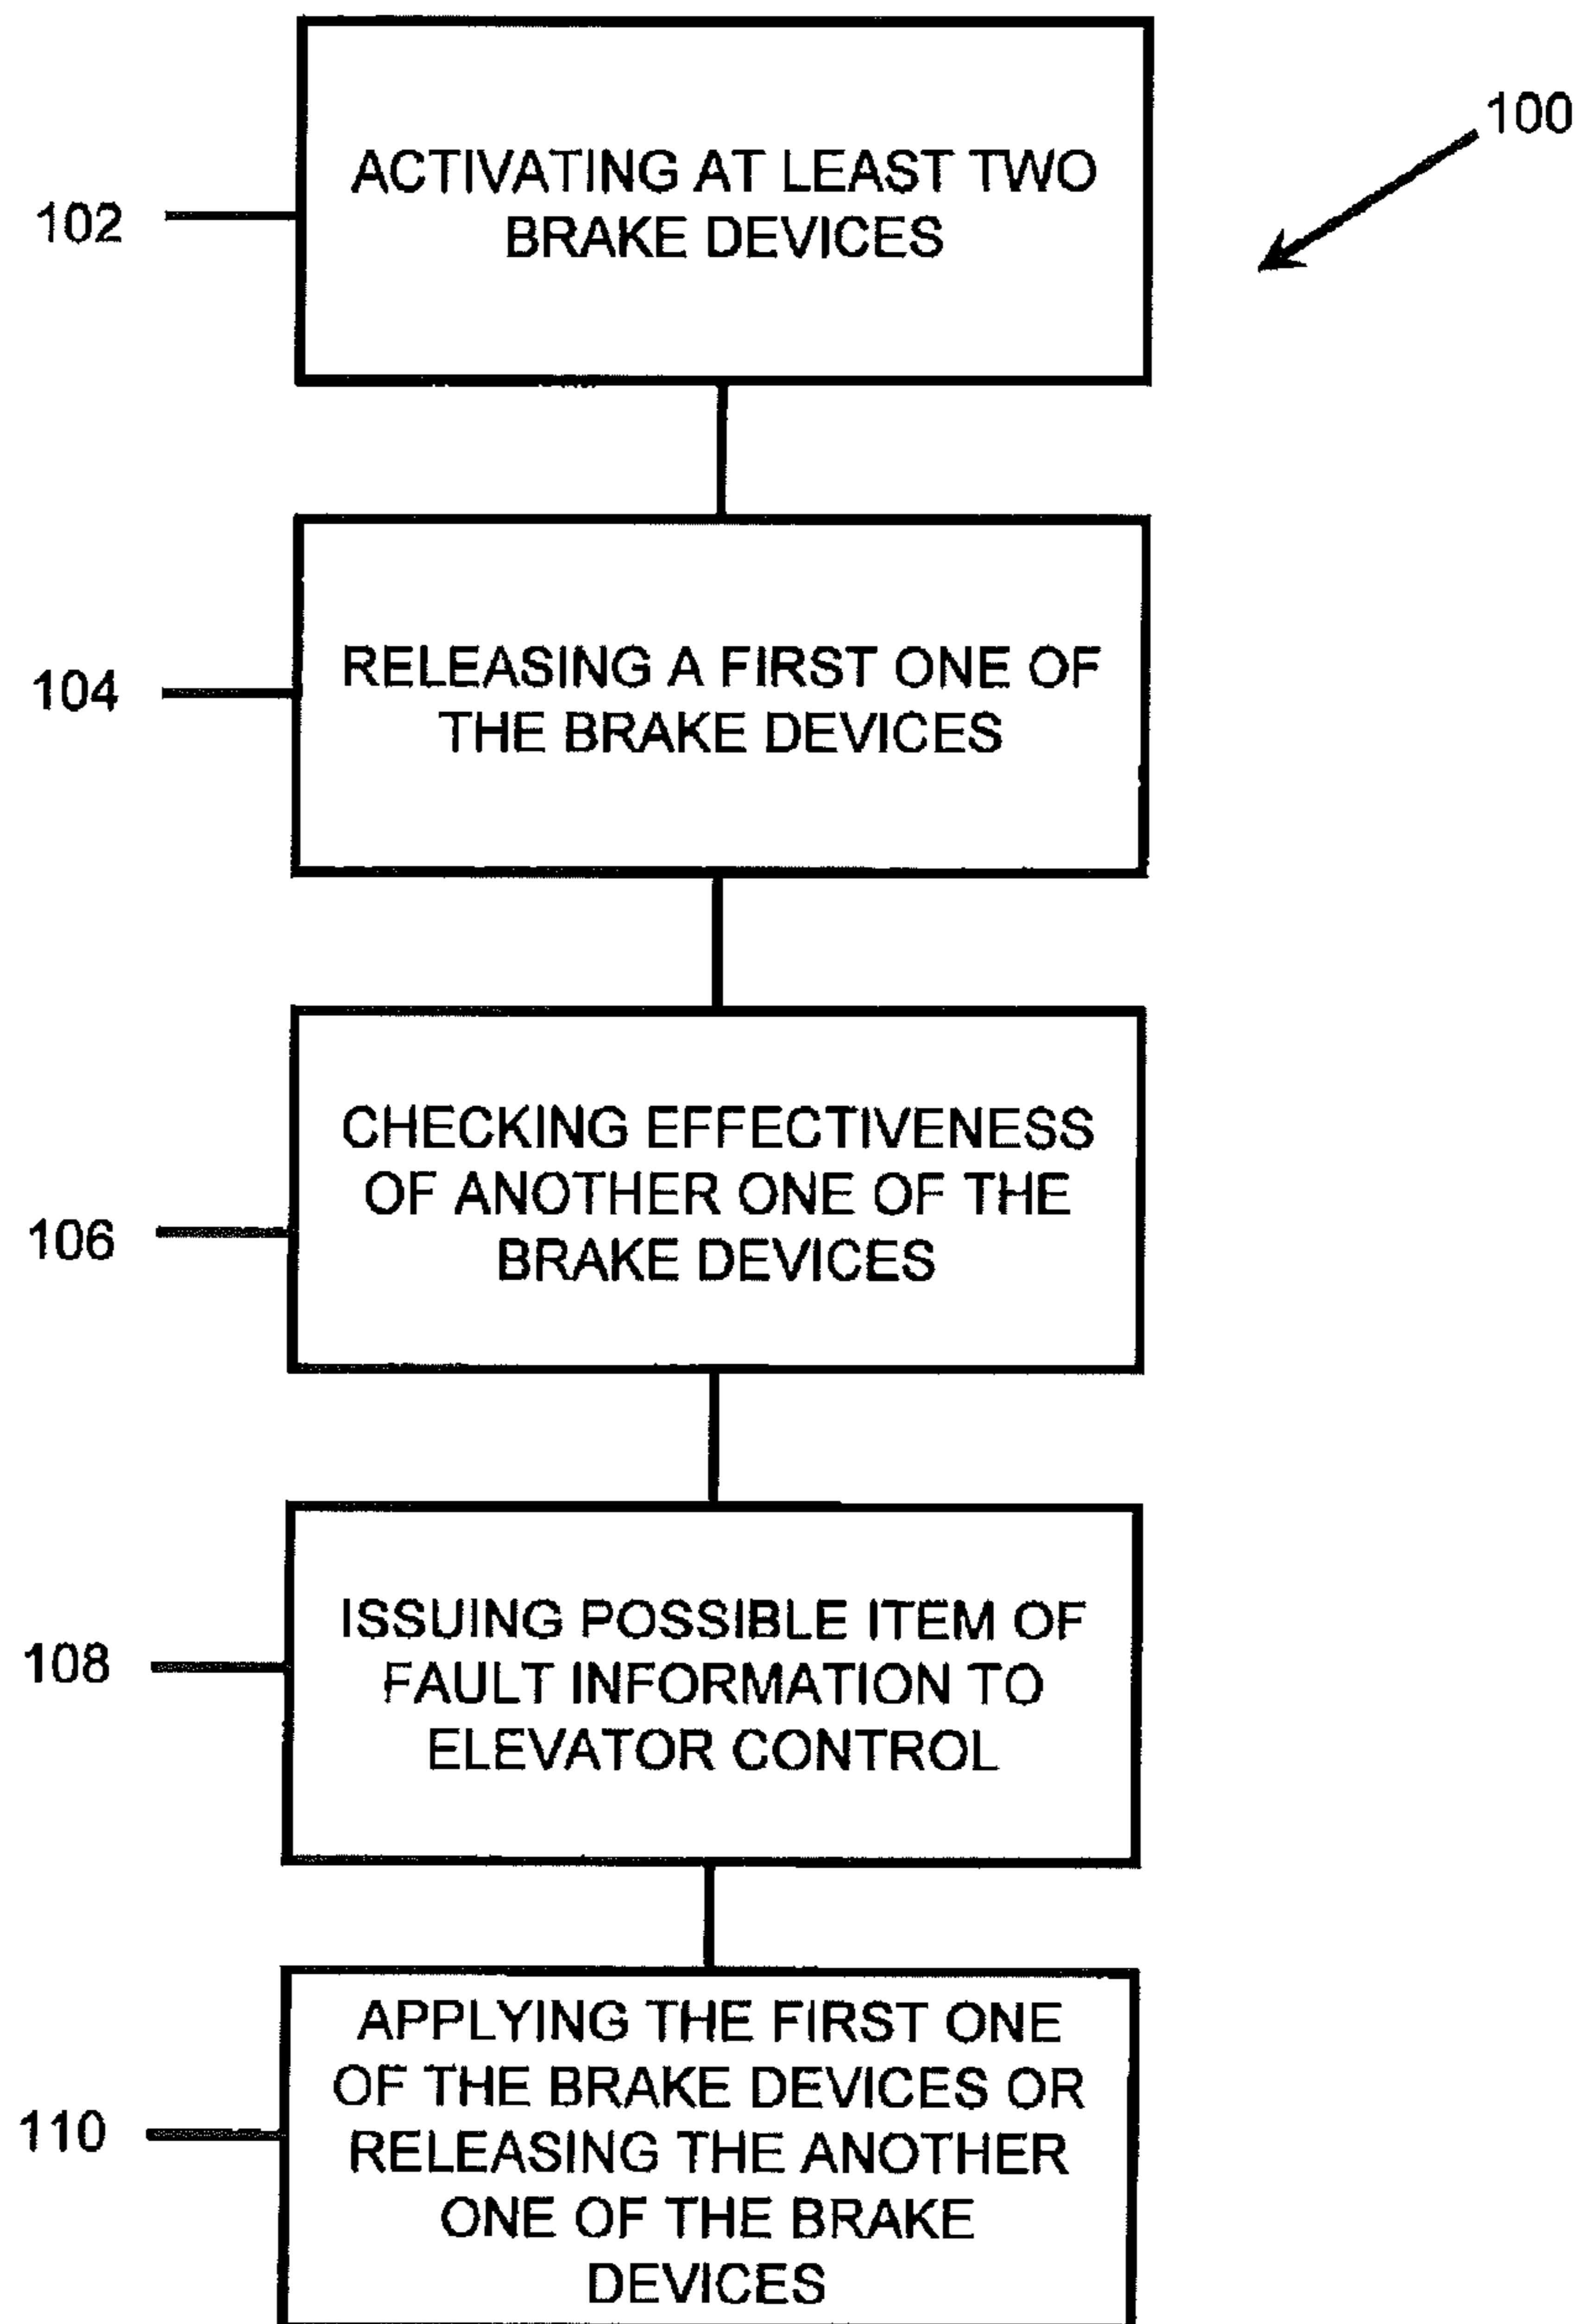 100
102
ACTIVATING AT LEAST TWO
BRAKE DEVICES
104
RELEASING A FIRST ONE OF
THE BRAKE DEVICES
106
CHECKING EFFECTIVENESS
OF ANOTHER ONE OF THE
BRAKE DEVICES
108
ISSUING POSSIBLE ITEM OF
FAULT INFORMATION TO
ELEVATOR CONTROL
110
APPLYING THE FIRST ONE
OF THE BRAKE DEVICES OR
RELEASING THE ANOTHER
ONE OF THE BRAKE
DEVICES